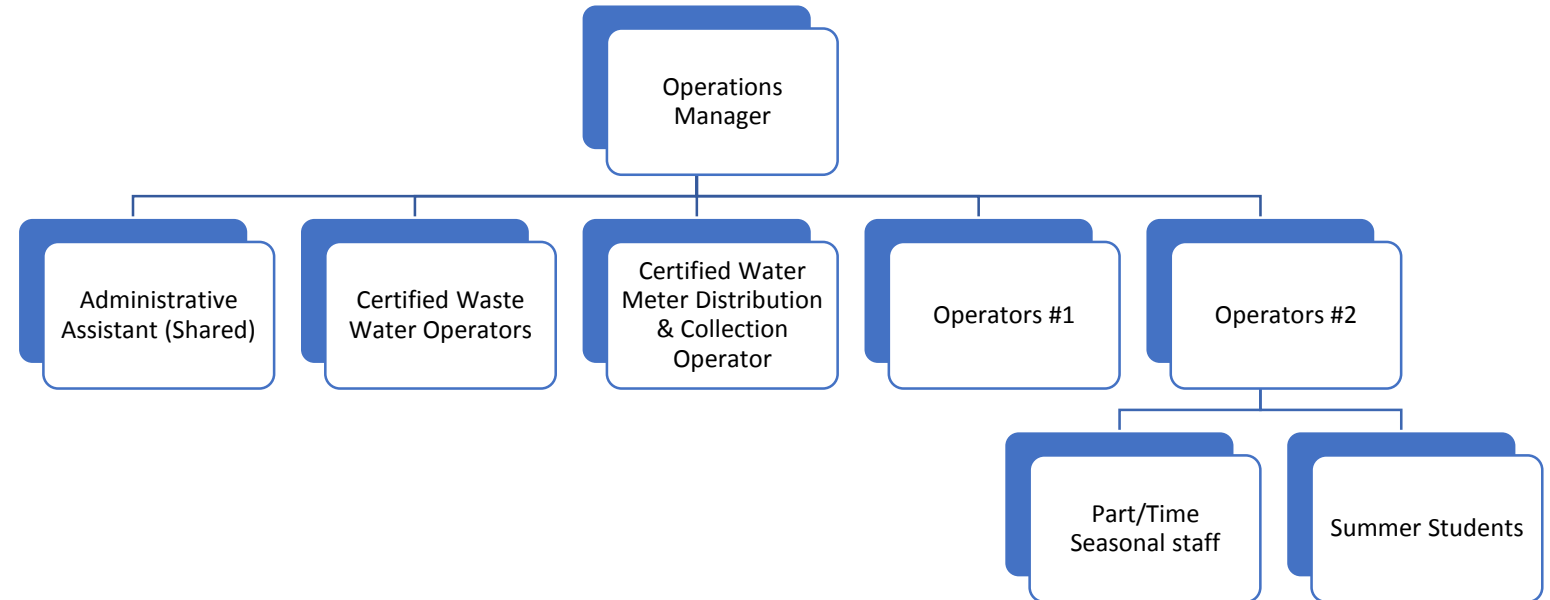 Operations
Manager
Administrative
Assistant (Shared)
Certified Waste
Water Operators
Certified Water
Meter Distribution
& Collection
Operator
Operators #1
Operators #2
Part/Time
Seasonal staff
Summer Students